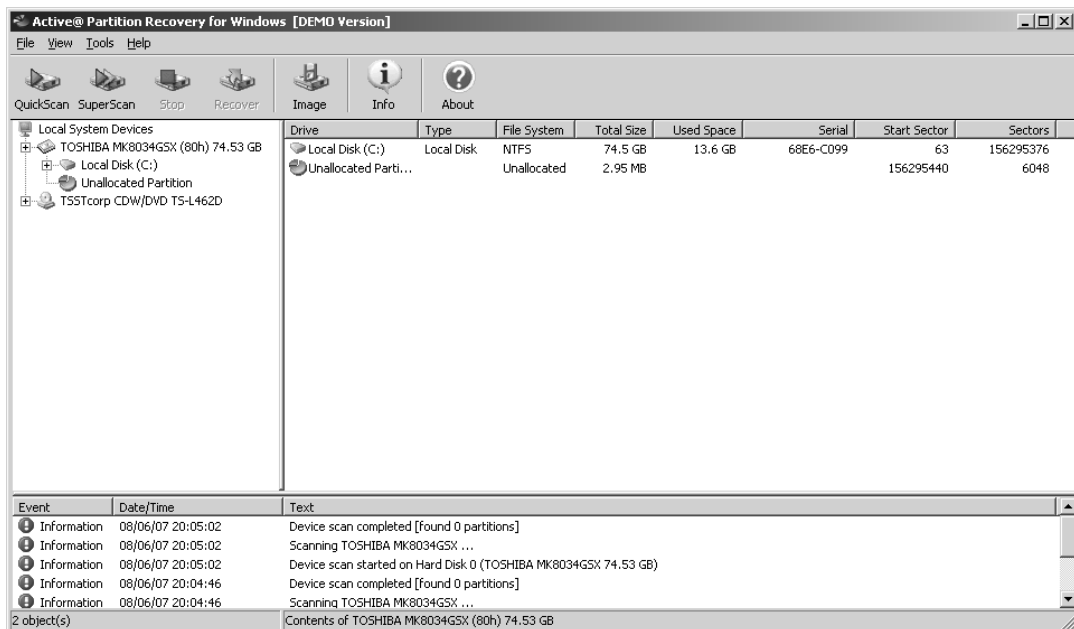 Active@ Partition Recovery for Windows [DEMO Version]
File View Tools Help
QuickScan SuperScan Stop Recover Image Info About
Local System Devices
TOSHIBA MK8034GSX (80h) 74.53 GB
Local Disk (C:)
Unallocated Partition
TSSTcorp CDW/DVD TS-L462D
Drive Type File System Total Size Used Space Serial Start Sector Sectors
Local Disk (C:) Local Disk NTFS 74.5 GB 13.6 GB 68E6-C099 63 156295376
Unallocated Parti... Unallocated 2.95 MB 156295440 6048
Event Date/Time Text
Information 08/06/07 20:05:02 Device scan completed [found 0 partitions]
Information 08/06/07 20:05:02 Scanning TOSHIBA MK8034GSX ...
Information 08/06/07 20:05:02 Device scan started on Hard Disk 0 (TOSHIBA MK8034GSX 74.53 GB)
Information 08/06/07 20:04:46 Device scan completed [found 0 partitions]
Information 08/06/07 20:04:46 Scanning TOSHIBA MK8034GSX ...
2 object(s) Contents of TOSHIBA MK8034GSX (80h) 74.53 GB